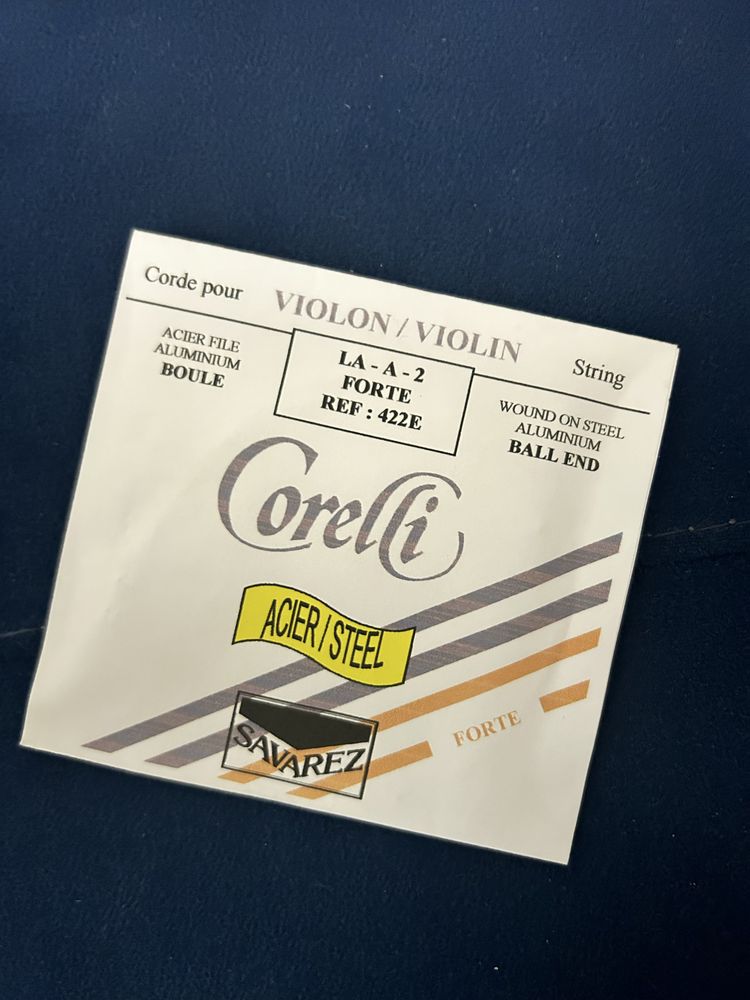 Corde pour
VIOLON / VIOLIN
String
ACIER FILE
ALUMINIUM
BOULE
LA - A - 2
FORTE
REF : 422E
WOUND ON STEEL
ALUMINIUM
BALL END
Corelli
ACIER / STEEL
SAVAREZ
FORTE